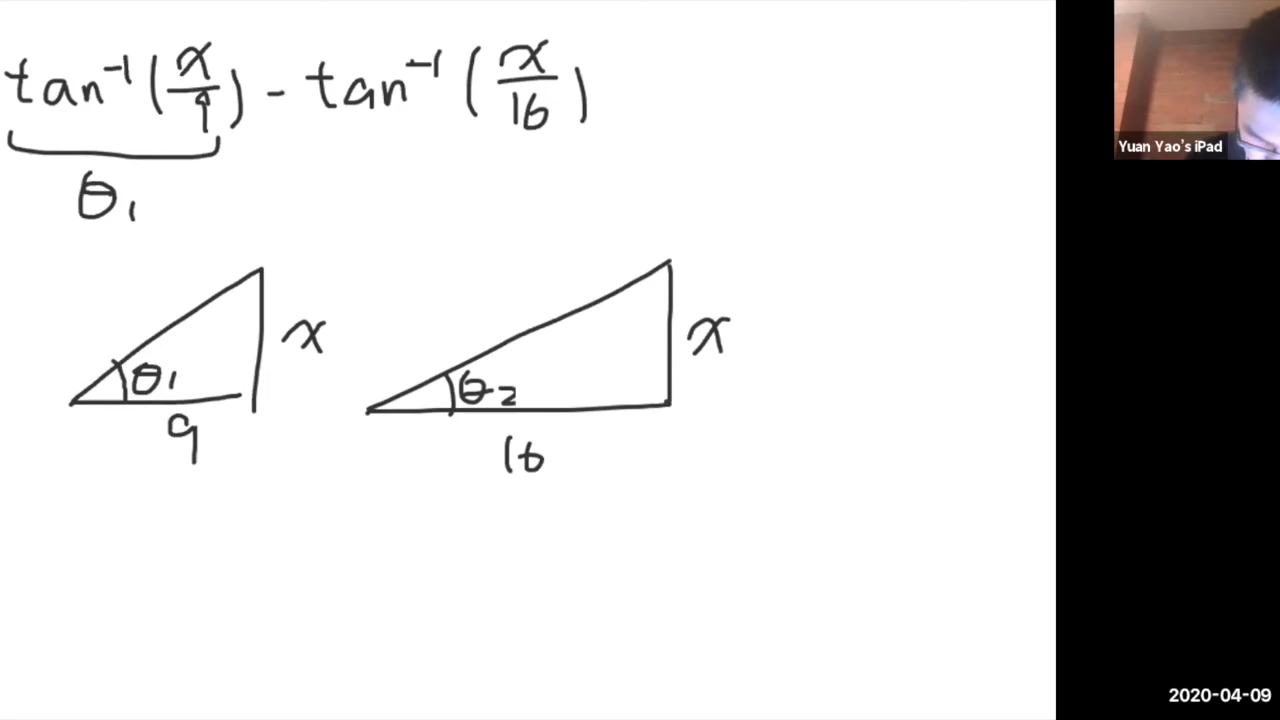 tan⁻¹(x/9) - tan⁻¹(x/16)
θ₁
θ₁ x θ₂ x
9 16
Yuan Yao's iPad
2020-04-09